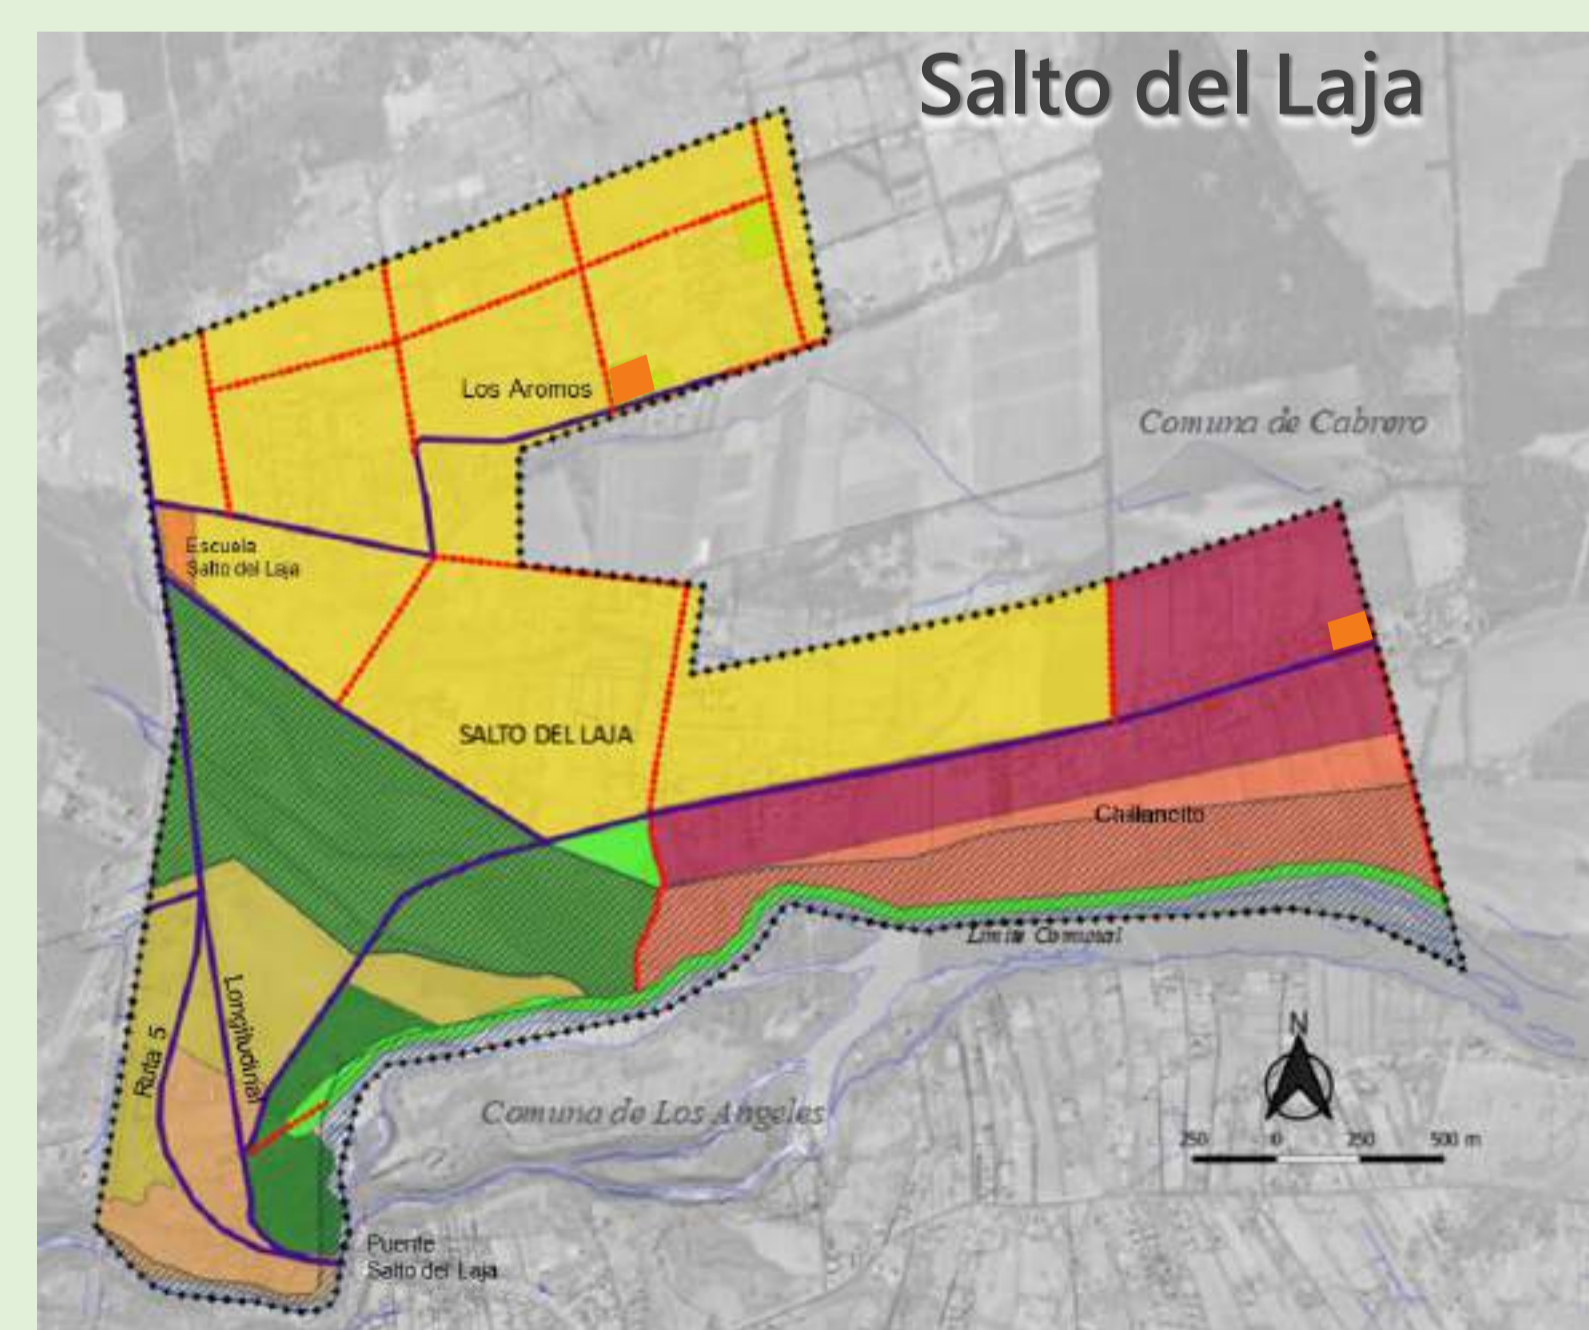 Salto del Laja
Los Aromos
Comuna de Cabrero
Escuela
Salto del Laja
SALTO DEL LAJA
Chillancito
Limite Comunal
Ruta 5
Longitudinal
N
Comuna de Los Angeles
250 0 250 500 m
Puente
Salto del Laja